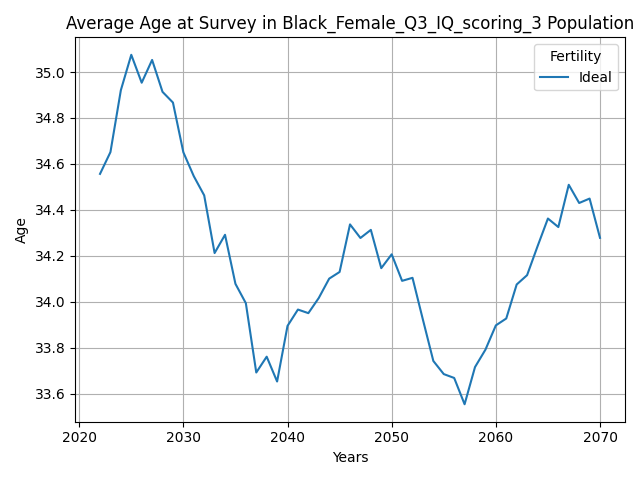 Average Age at Survey in Black_Female_Q3_IQ_scoring_3 Population
Fertility
Ideal
35.0
34.8
34.6
34.4
34.2
34.0
33.8
33.6
Age
2020
2030
2040
2050
2060
2070
Years